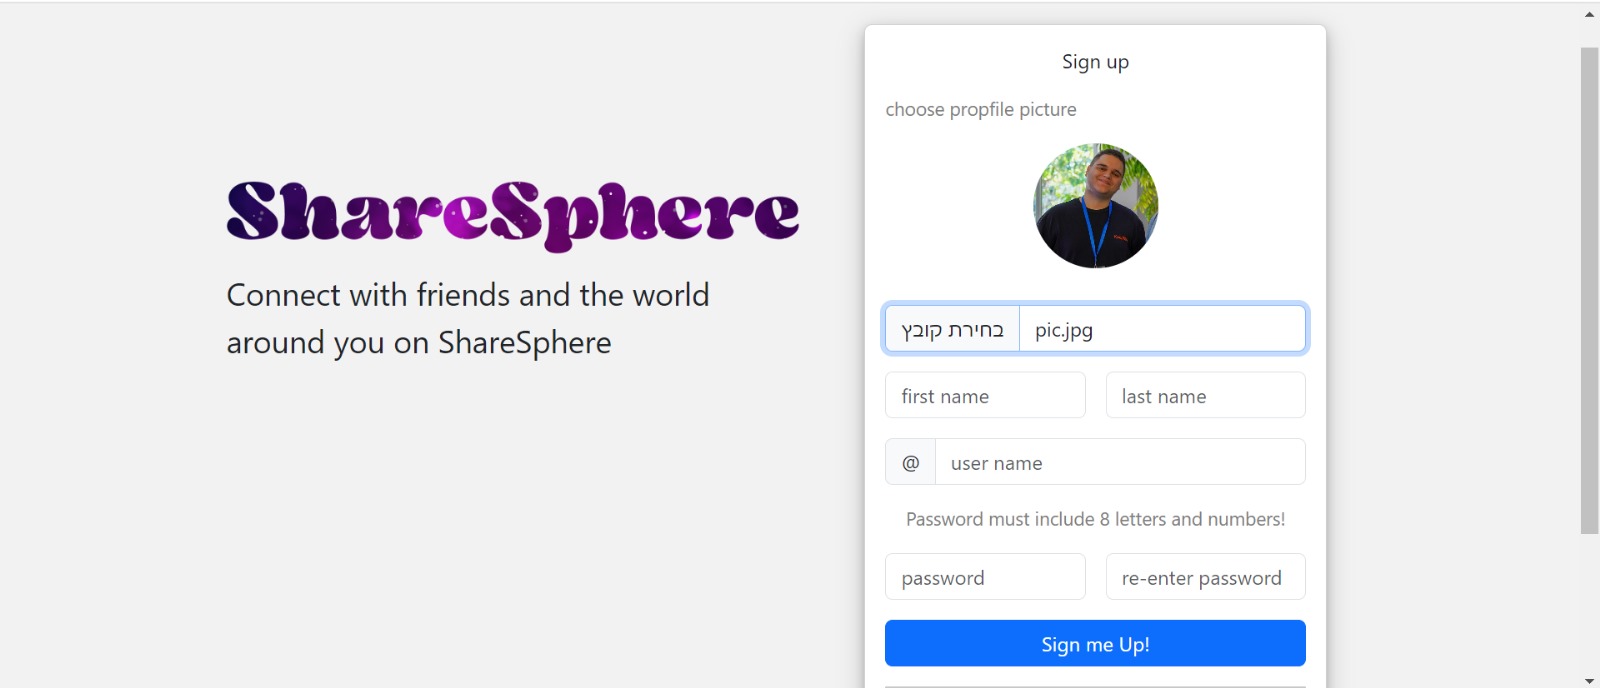 ShareSphere
Connect with friends and the world
around you on ShareSphere
Sign up
choose propfile picture
בחירת קובץ pic.jpg
first name last name
@ user name
Password must include 8 letters and numbers!
password re-enter password
Sign me Up!